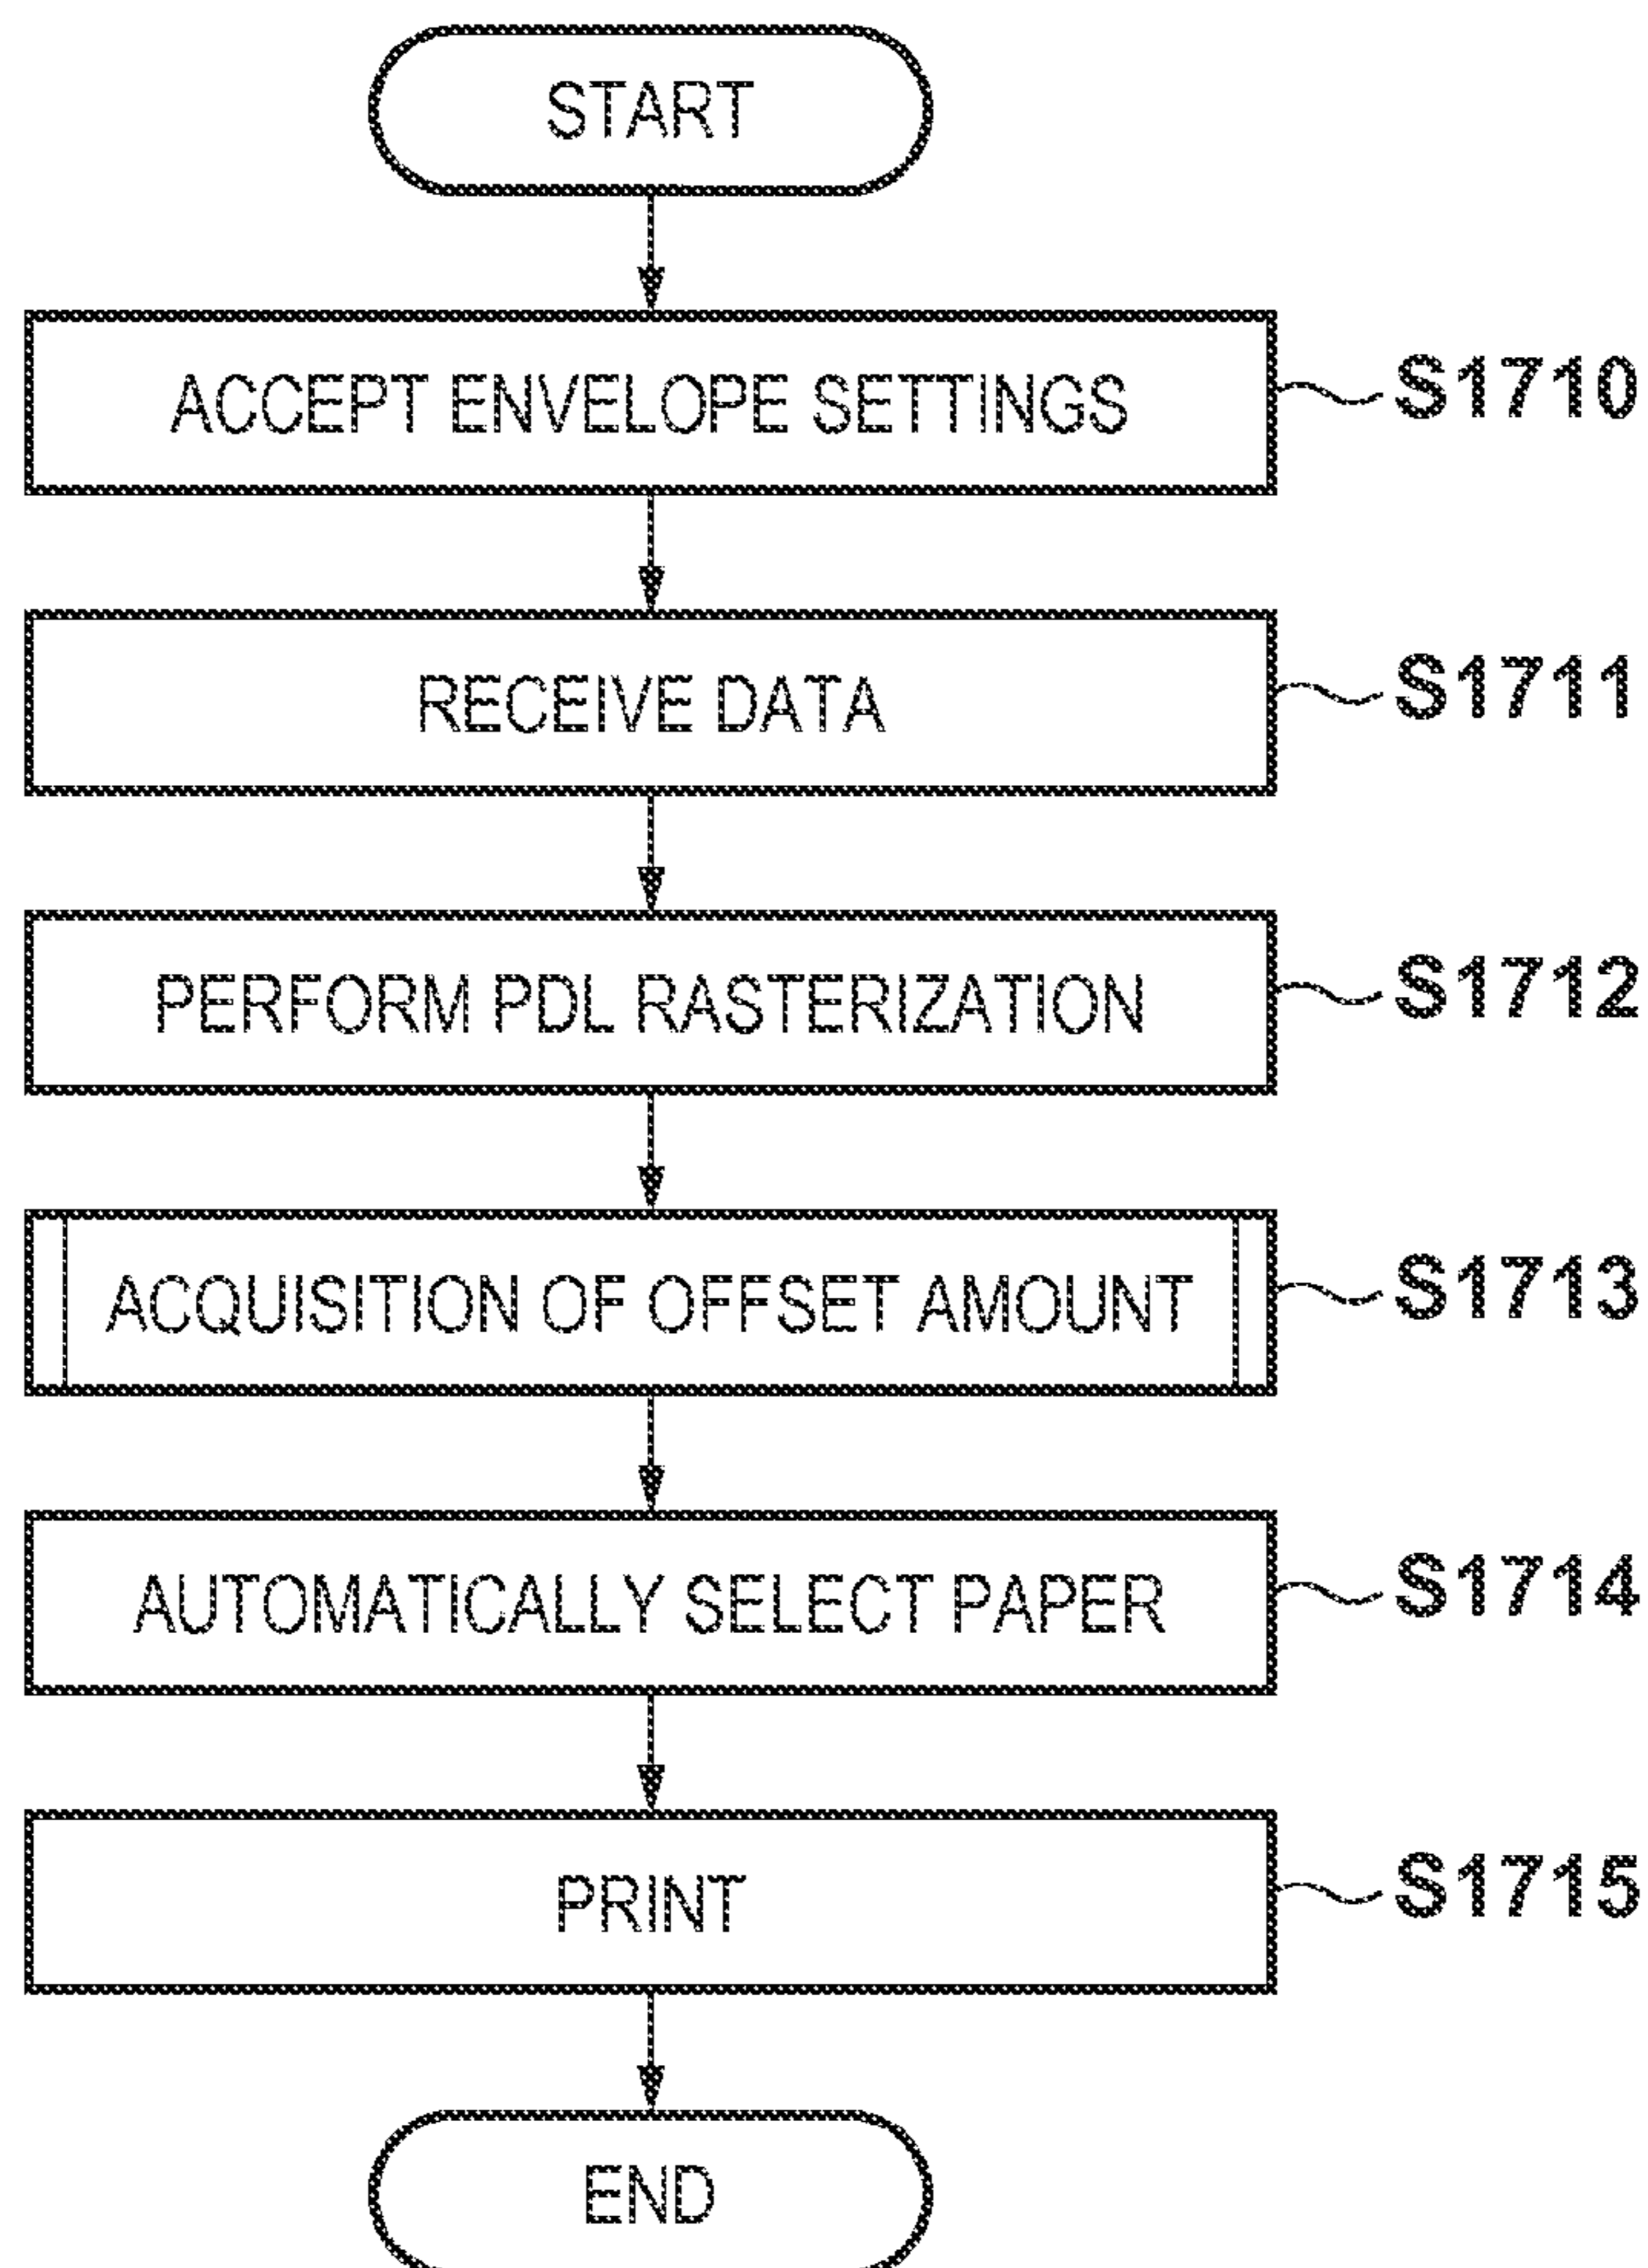 START
ACCEPT ENVELOPE SETTINGS S1710
RECEIVE DATA S1711
PERFORM PDL RASTERIZATION S1712
ACQUISITION OF OFFSET AMOUNT S1713
AUTOMATICALLY SELECT PAPER S1714
PRINT S1715
END